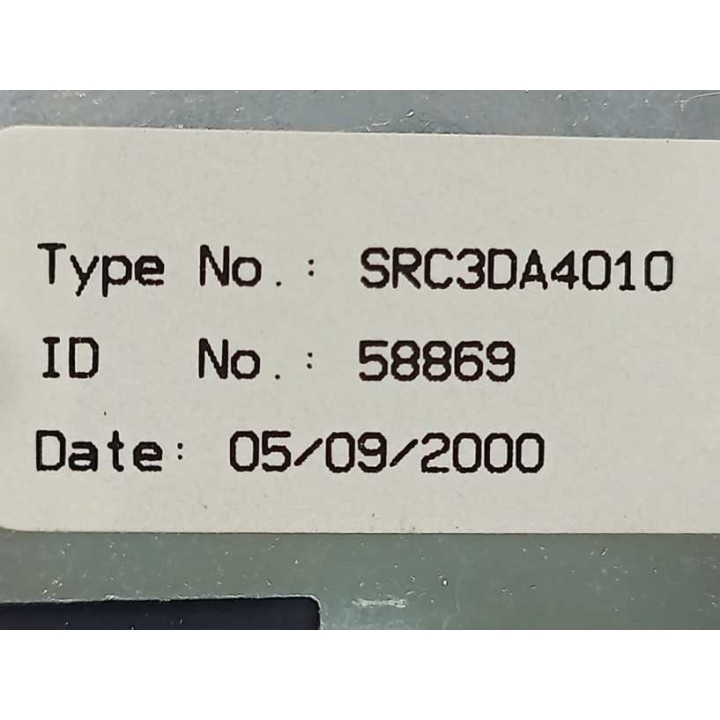 Type No.: SRC3DA4010
ID No.: 58869
Date: 05/09/2000